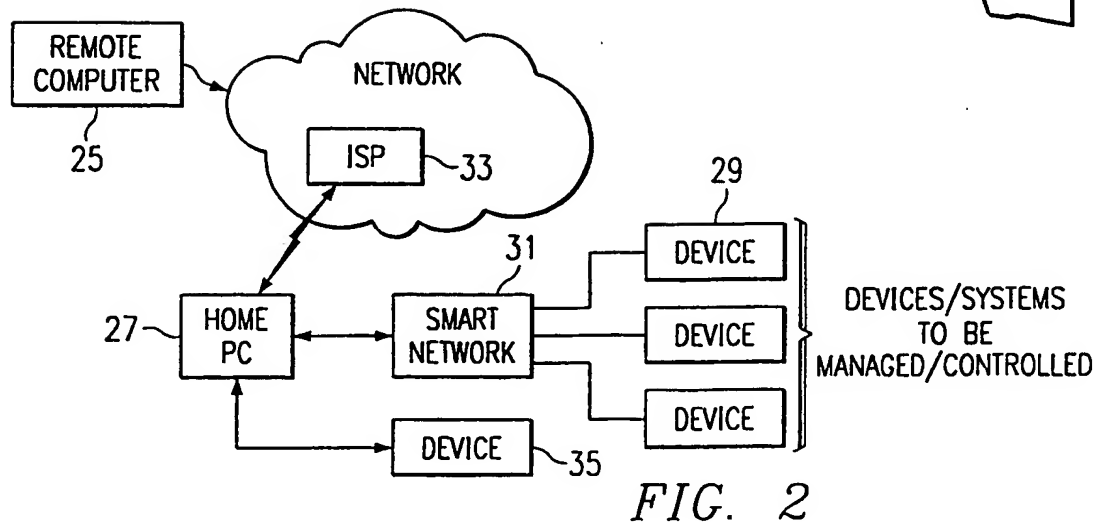 REMOTE
COMPUTER
25
NETWORK
ISP
33
29
DEVICE
31
27
HOME
PC
SMART
NETWORK
DEVICE
DEVICE
DEVICES/SYSTEMS
TO BE
MANAGED/CONTROLLED
DEVICE
35
FIG. 2